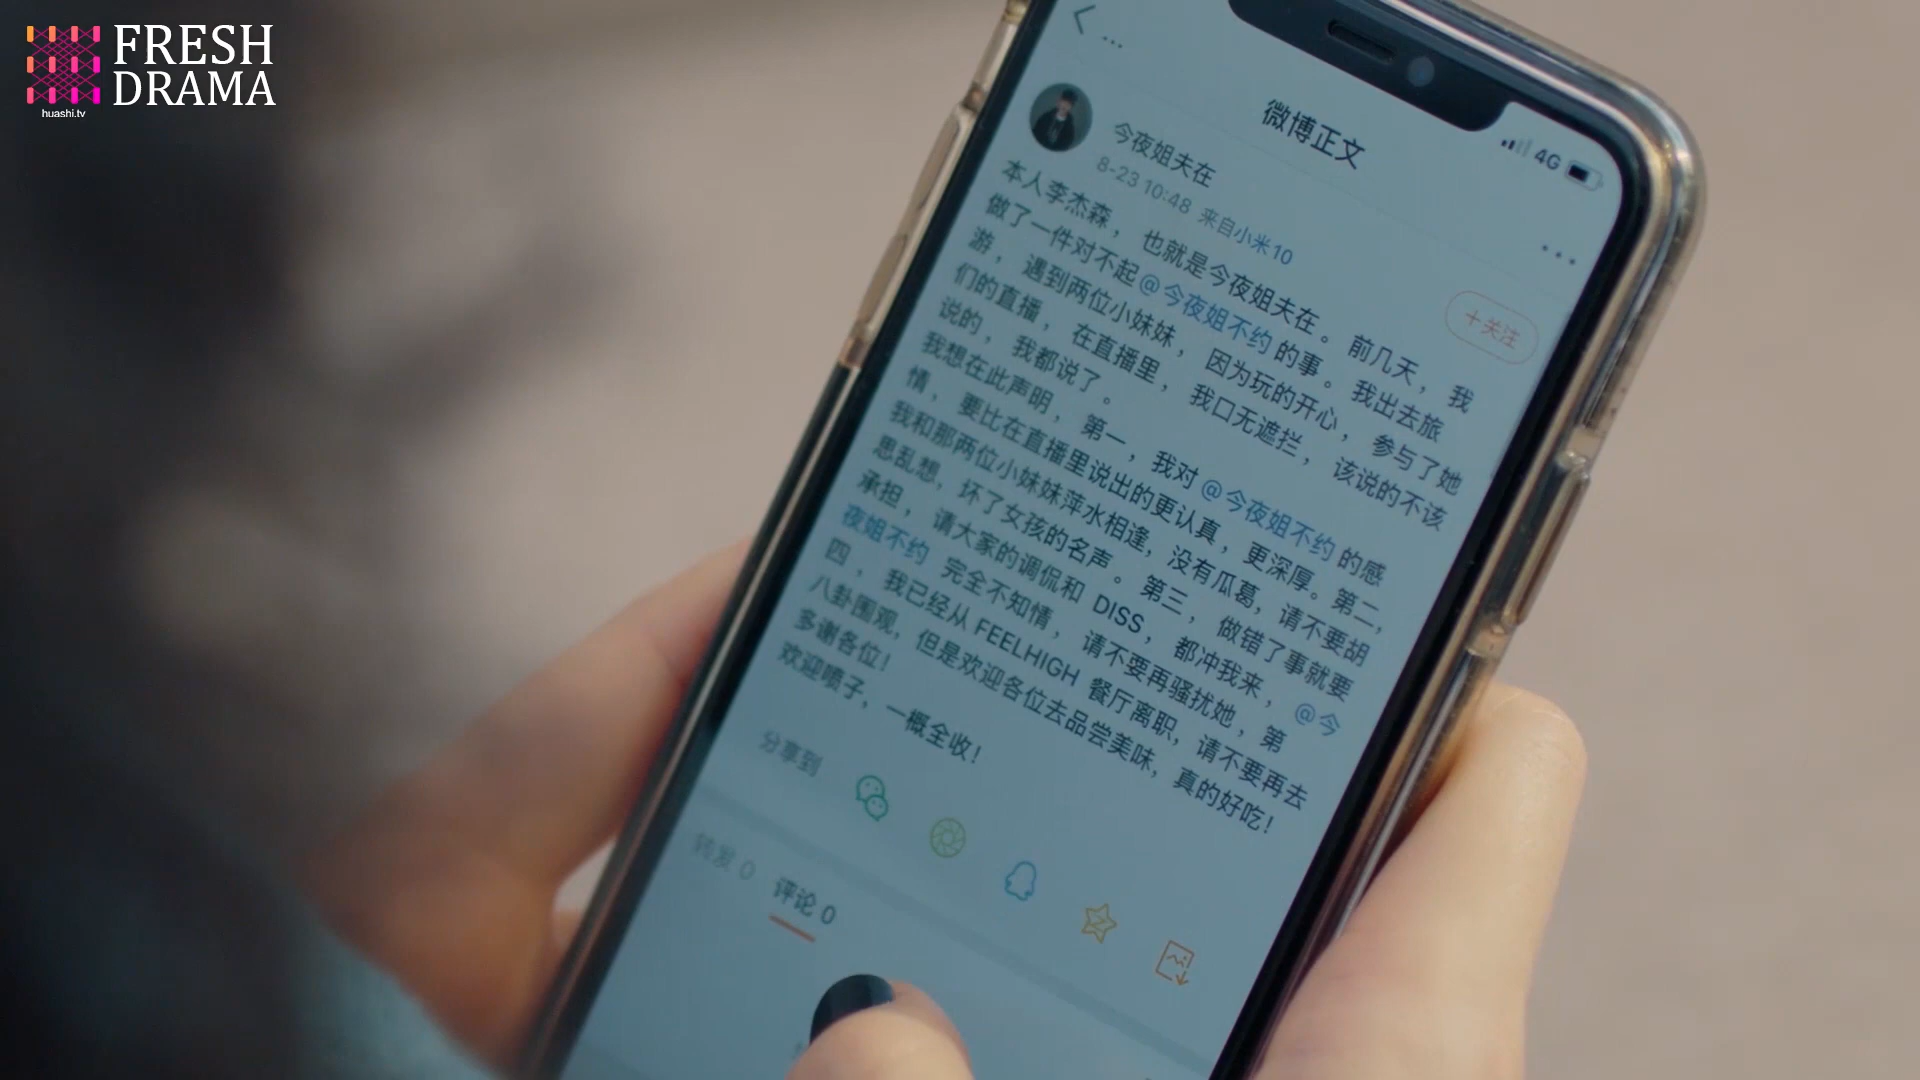 FRESH
DRAMA
huashi.tv
4G
微博正文
今夜姐夫在
8-23 10:48 来自小米10
+关注
本人李杰森，也就是今夜姐夫在。前几天，我
做了一件对不起@今夜姐不约 的事。我出去旅
游，遇到两位小妹妹，因为玩的开心，参与了她
们的直播，在直播里，我口无遮拦，该说的不该
说的，我都说了。
我想在此声明，第一，我对 @今夜姐不约 的感
情，要比在直播里说出的更认真，更深厚。第二，
我和那两位小妹妹萍水相逢，没有瓜葛，请不要胡
思乱想，坏了女孩的名声。第三，做错了事就要
承担，请大家的调侃和 DISS，都冲我来，@今
夜姐不约 完全不知情，请不要再骚扰她，第
四，我已经从 FEELHIGH 餐厅离职，请不要再去
八卦围观，但是欢迎各位去品尝美味，真的好吃！
多谢各位！
欢迎喷子，一概全收！
分享到
转发 0 评论 0